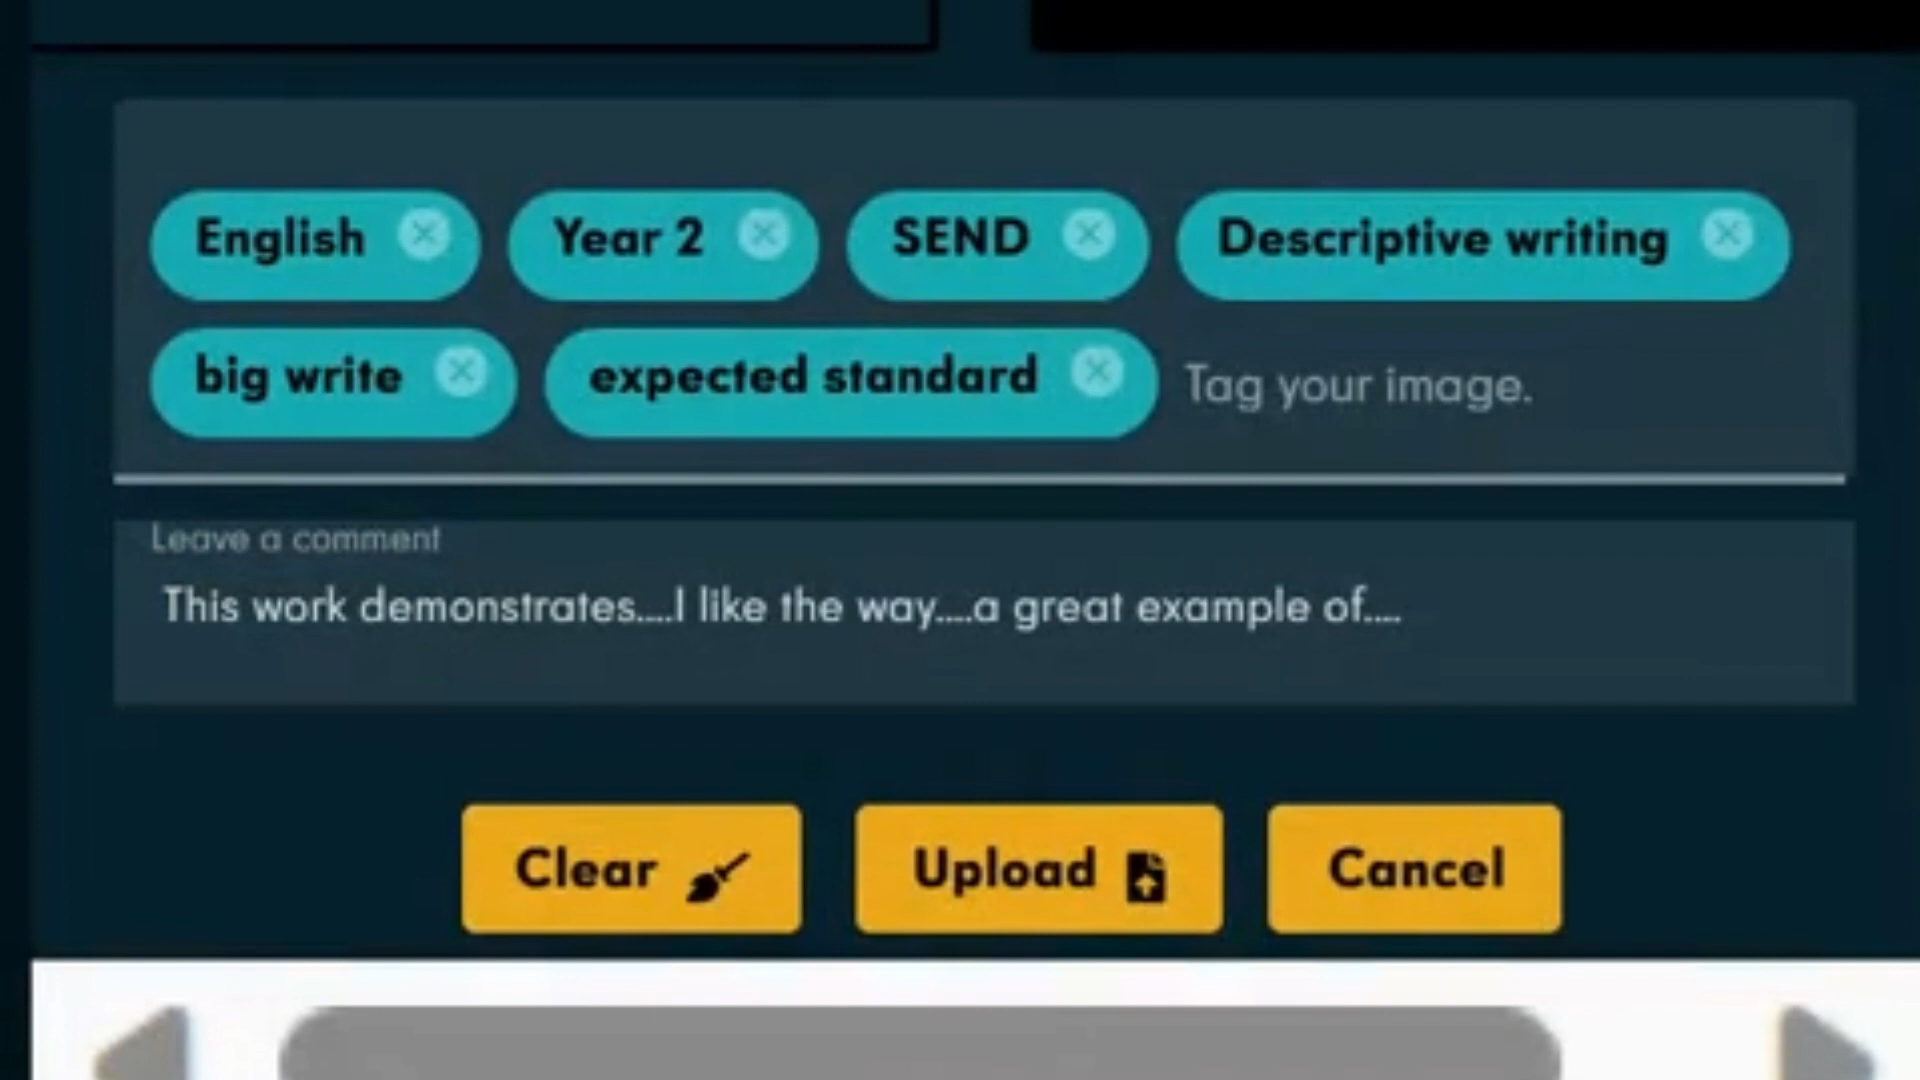 English Year 2 SEND Descriptive writing
big write expected standard Tag your image.
Leave a comment
This work demonstrates....I like the way....a great example of....
Clear Upload Cancel